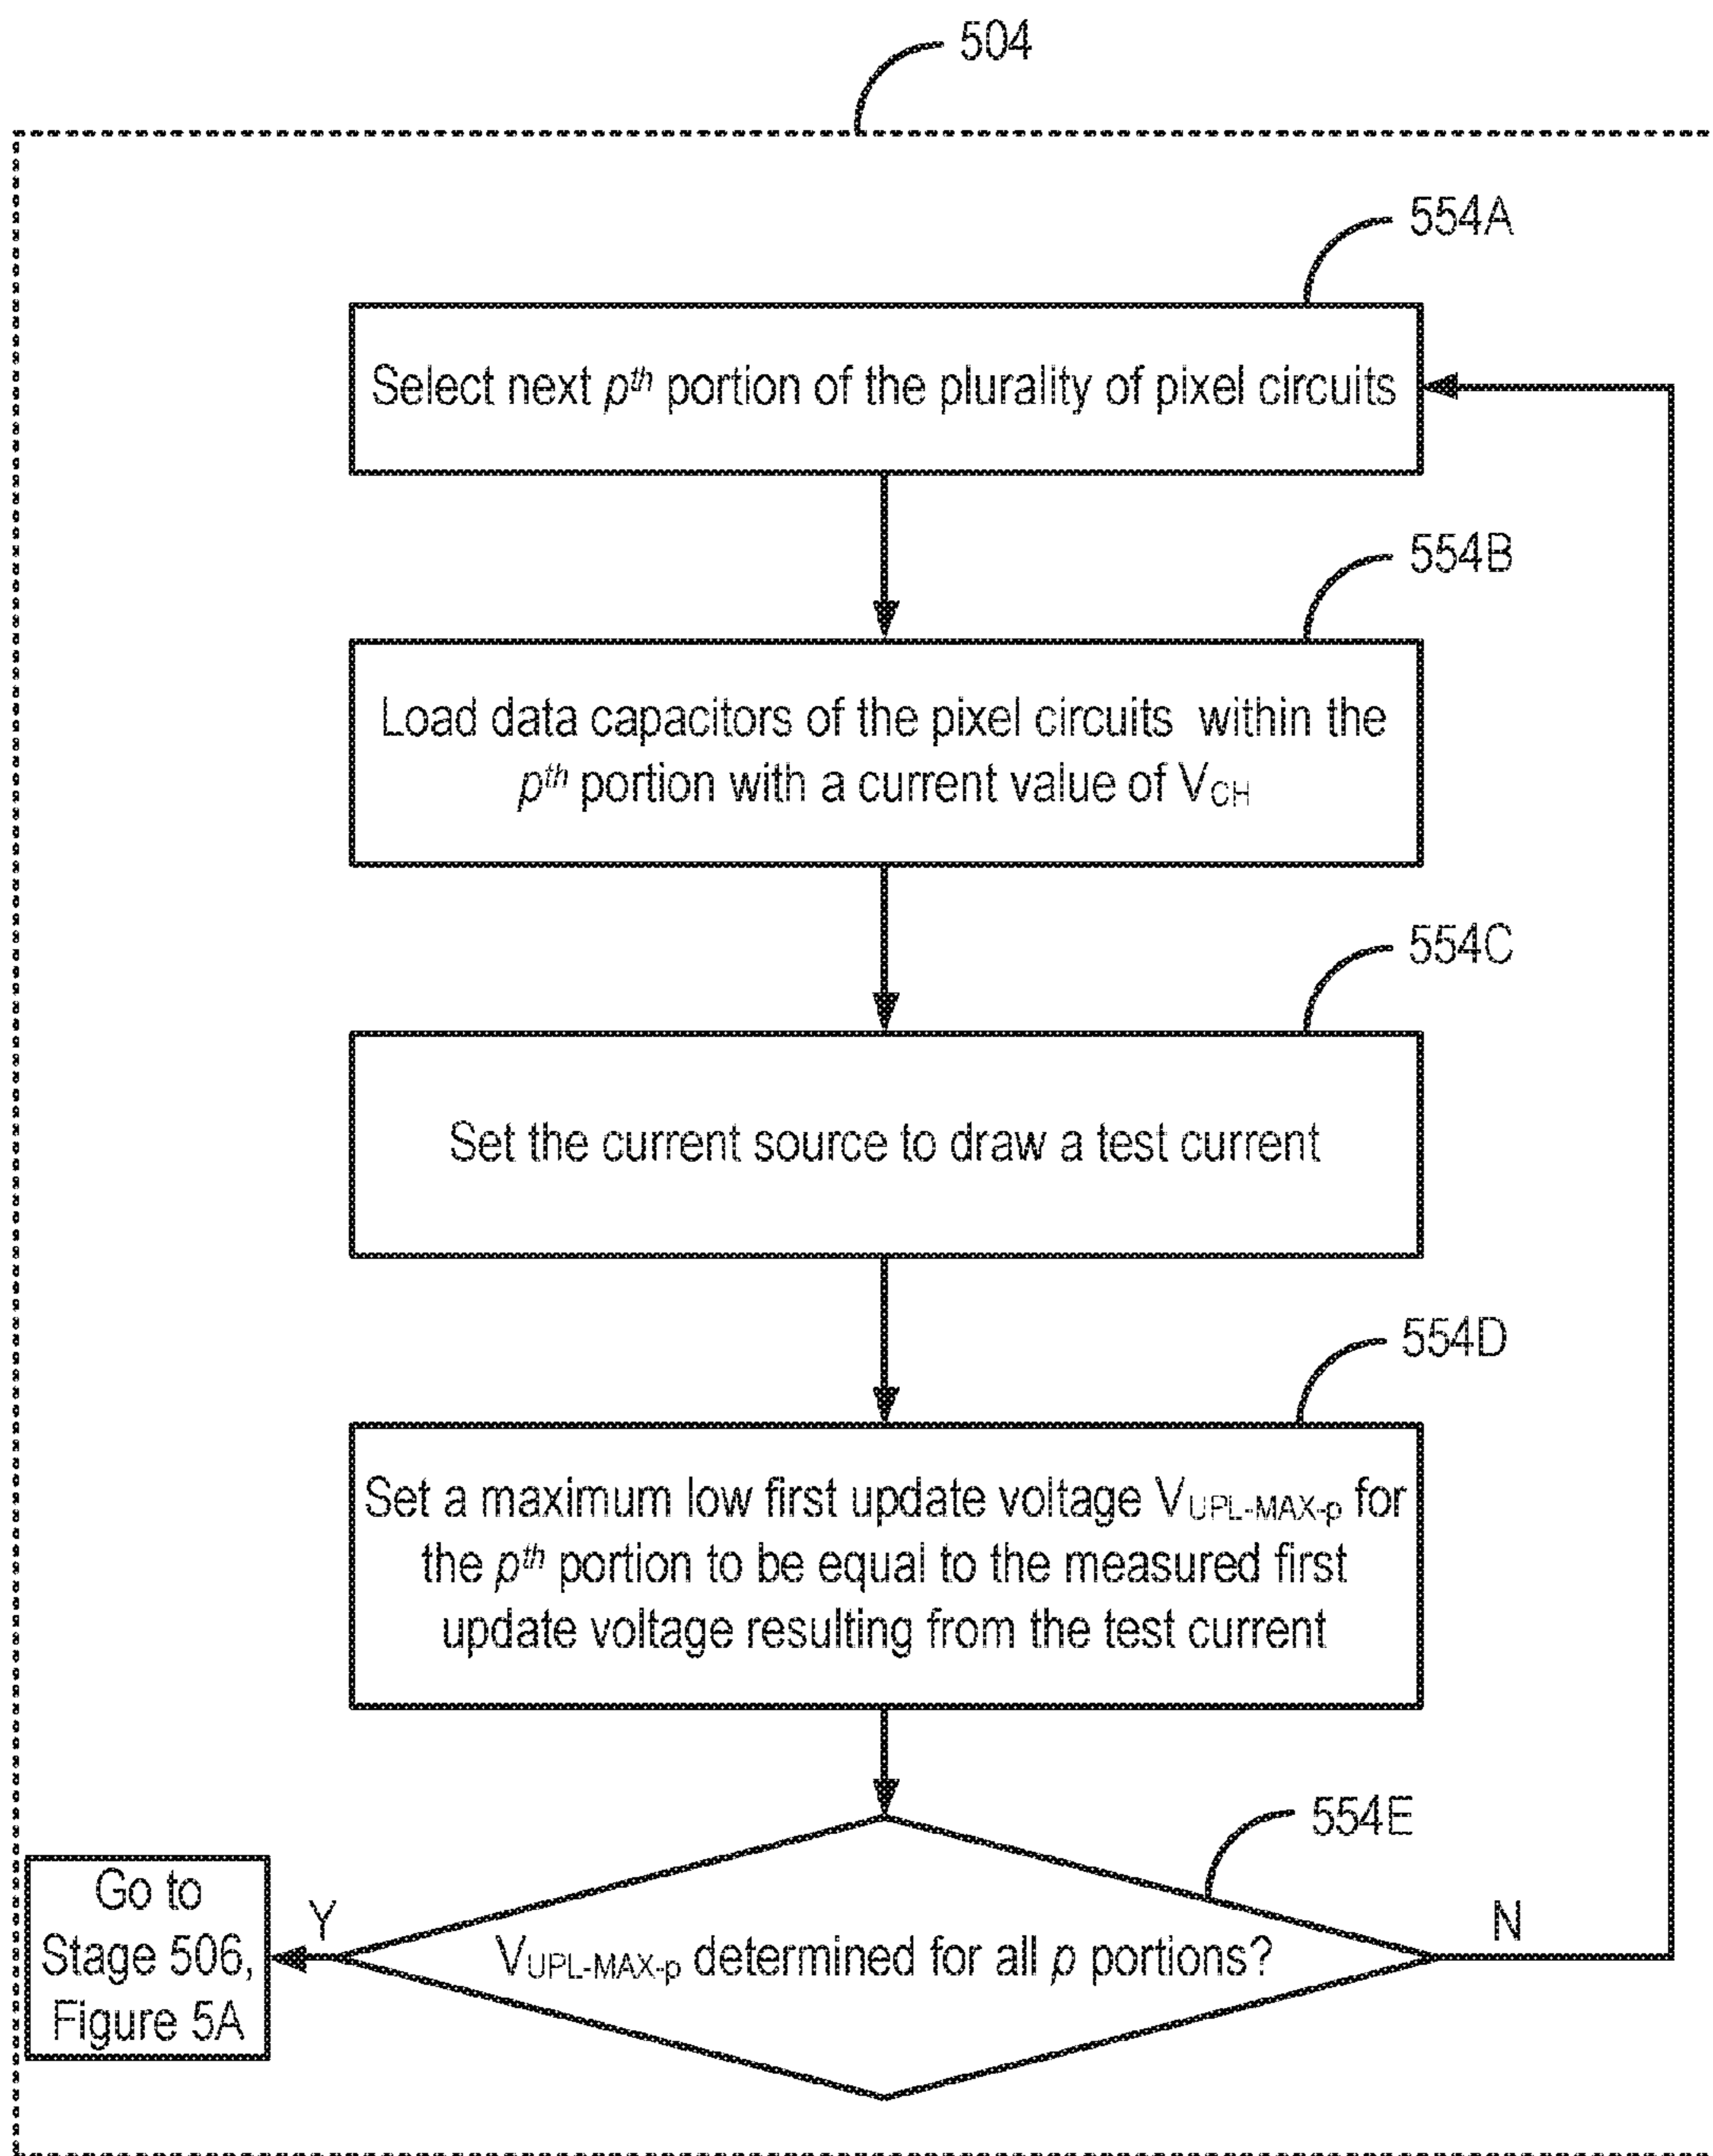 504
554A
Select next pth portion of the plurality of pixel circuits
554B
Load data capacitors of the pixel circuits within the
pth portion with a current value of VCH
554C
Set the current source to draw a test current
554D
Set a maximum low first update voltage VUPL-MAX-p for
the pth portion to be equal to the measured first
update voltage resulting from the test current
554E
Go to
Stage 506,
Figure 5A
Y
VUPL-MAX-p determined for all p portions?
N